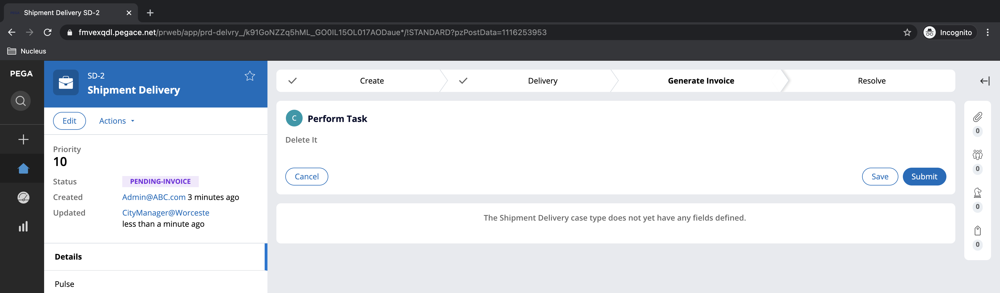 Shipment Delivery SD-2
fmvexqdl.pegace.net/prweb/app/prd-delvry_/k91GoNZZq5hML_GO0IL15OL017AODaue*/!STANDARD?pzPostData=1116253953
Incognito
Nucleus
PEGA
SD-2
Shipment Delivery
Edit
Actions
Priority
10
Status PENDING-INVOICE
Created Admin@ABC.com 3 minutes ago
Updated CityManager@Worceste
less than a minute ago
Details
Pulse
Create Delivery Generate Invoice Resolve
C Perform Task
Delete It
Cancel Save Submit
The Shipment Delivery case type does not yet have any fields defined.
0
0
0
0